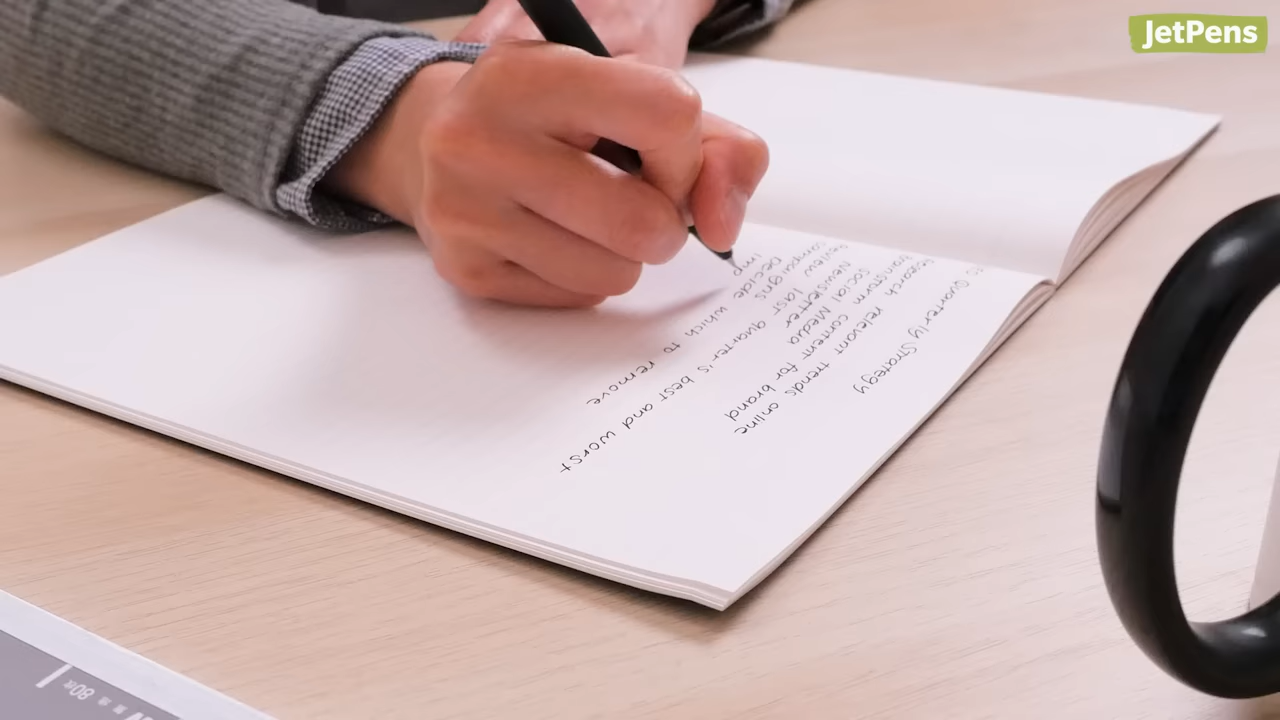 JetPens
Quarterly Strategy
Research relevant trends online
Brainstorm content for brand
Social Media
Newsletter
Review last quarter's best and worst
campaigns
Decide which to remove
imp
80